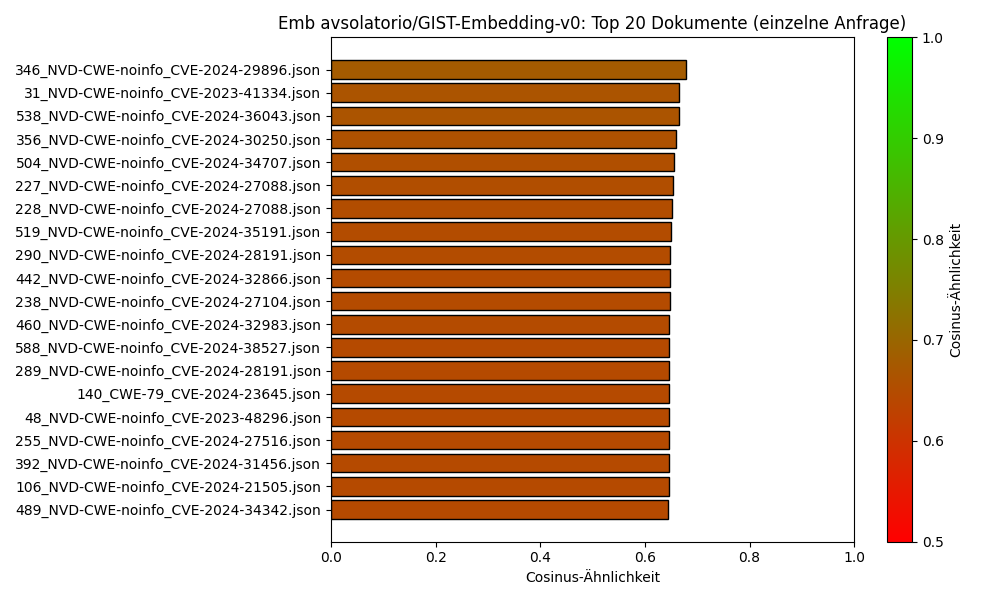 Emb avsolatorio/GIST-Embedding-v0: Top 20 Dokumente (einzelne Anfrage)
346_NVD-CWE-noinfo_CVE-2024-29896.json
31_NVD-CWE-noinfo_CVE-2023-41334.json
538_NVD-CWE-noinfo_CVE-2024-36043.json
356_NVD-CWE-noinfo_CVE-2024-30250.json
504_NVD-CWE-noinfo_CVE-2024-34707.json
227_NVD-CWE-noinfo_CVE-2024-27088.json
228_NVD-CWE-noinfo_CVE-2024-27088.json
519_NVD-CWE-noinfo_CVE-2024-35191.json
290_NVD-CWE-noinfo_CVE-2024-28191.json
442_NVD-CWE-noinfo_CVE-2024-32866.json
238_NVD-CWE-noinfo_CVE-2024-27104.json
460_NVD-CWE-noinfo_CVE-2024-32983.json
588_NVD-CWE-noinfo_CVE-2024-38527.json
289_NVD-CWE-noinfo_CVE-2024-28191.json
140_CWE-79_CVE-2024-23645.json
48_NVD-CWE-noinfo_CVE-2023-48296.json
255_NVD-CWE-noinfo_CVE-2024-27516.json
392_NVD-CWE-noinfo_CVE-2024-31456.json
106_NVD-CWE-noinfo_CVE-2024-21505.json
489_NVD-CWE-noinfo_CVE-2024-34342.json
0.0 0.2 0.4 0.6 0.8 1.0
Cosinus-Ähnlichkeit
1.0
0.9
0.8
0.7
0.6
0.5
Cosinus-Ähnlichkeit